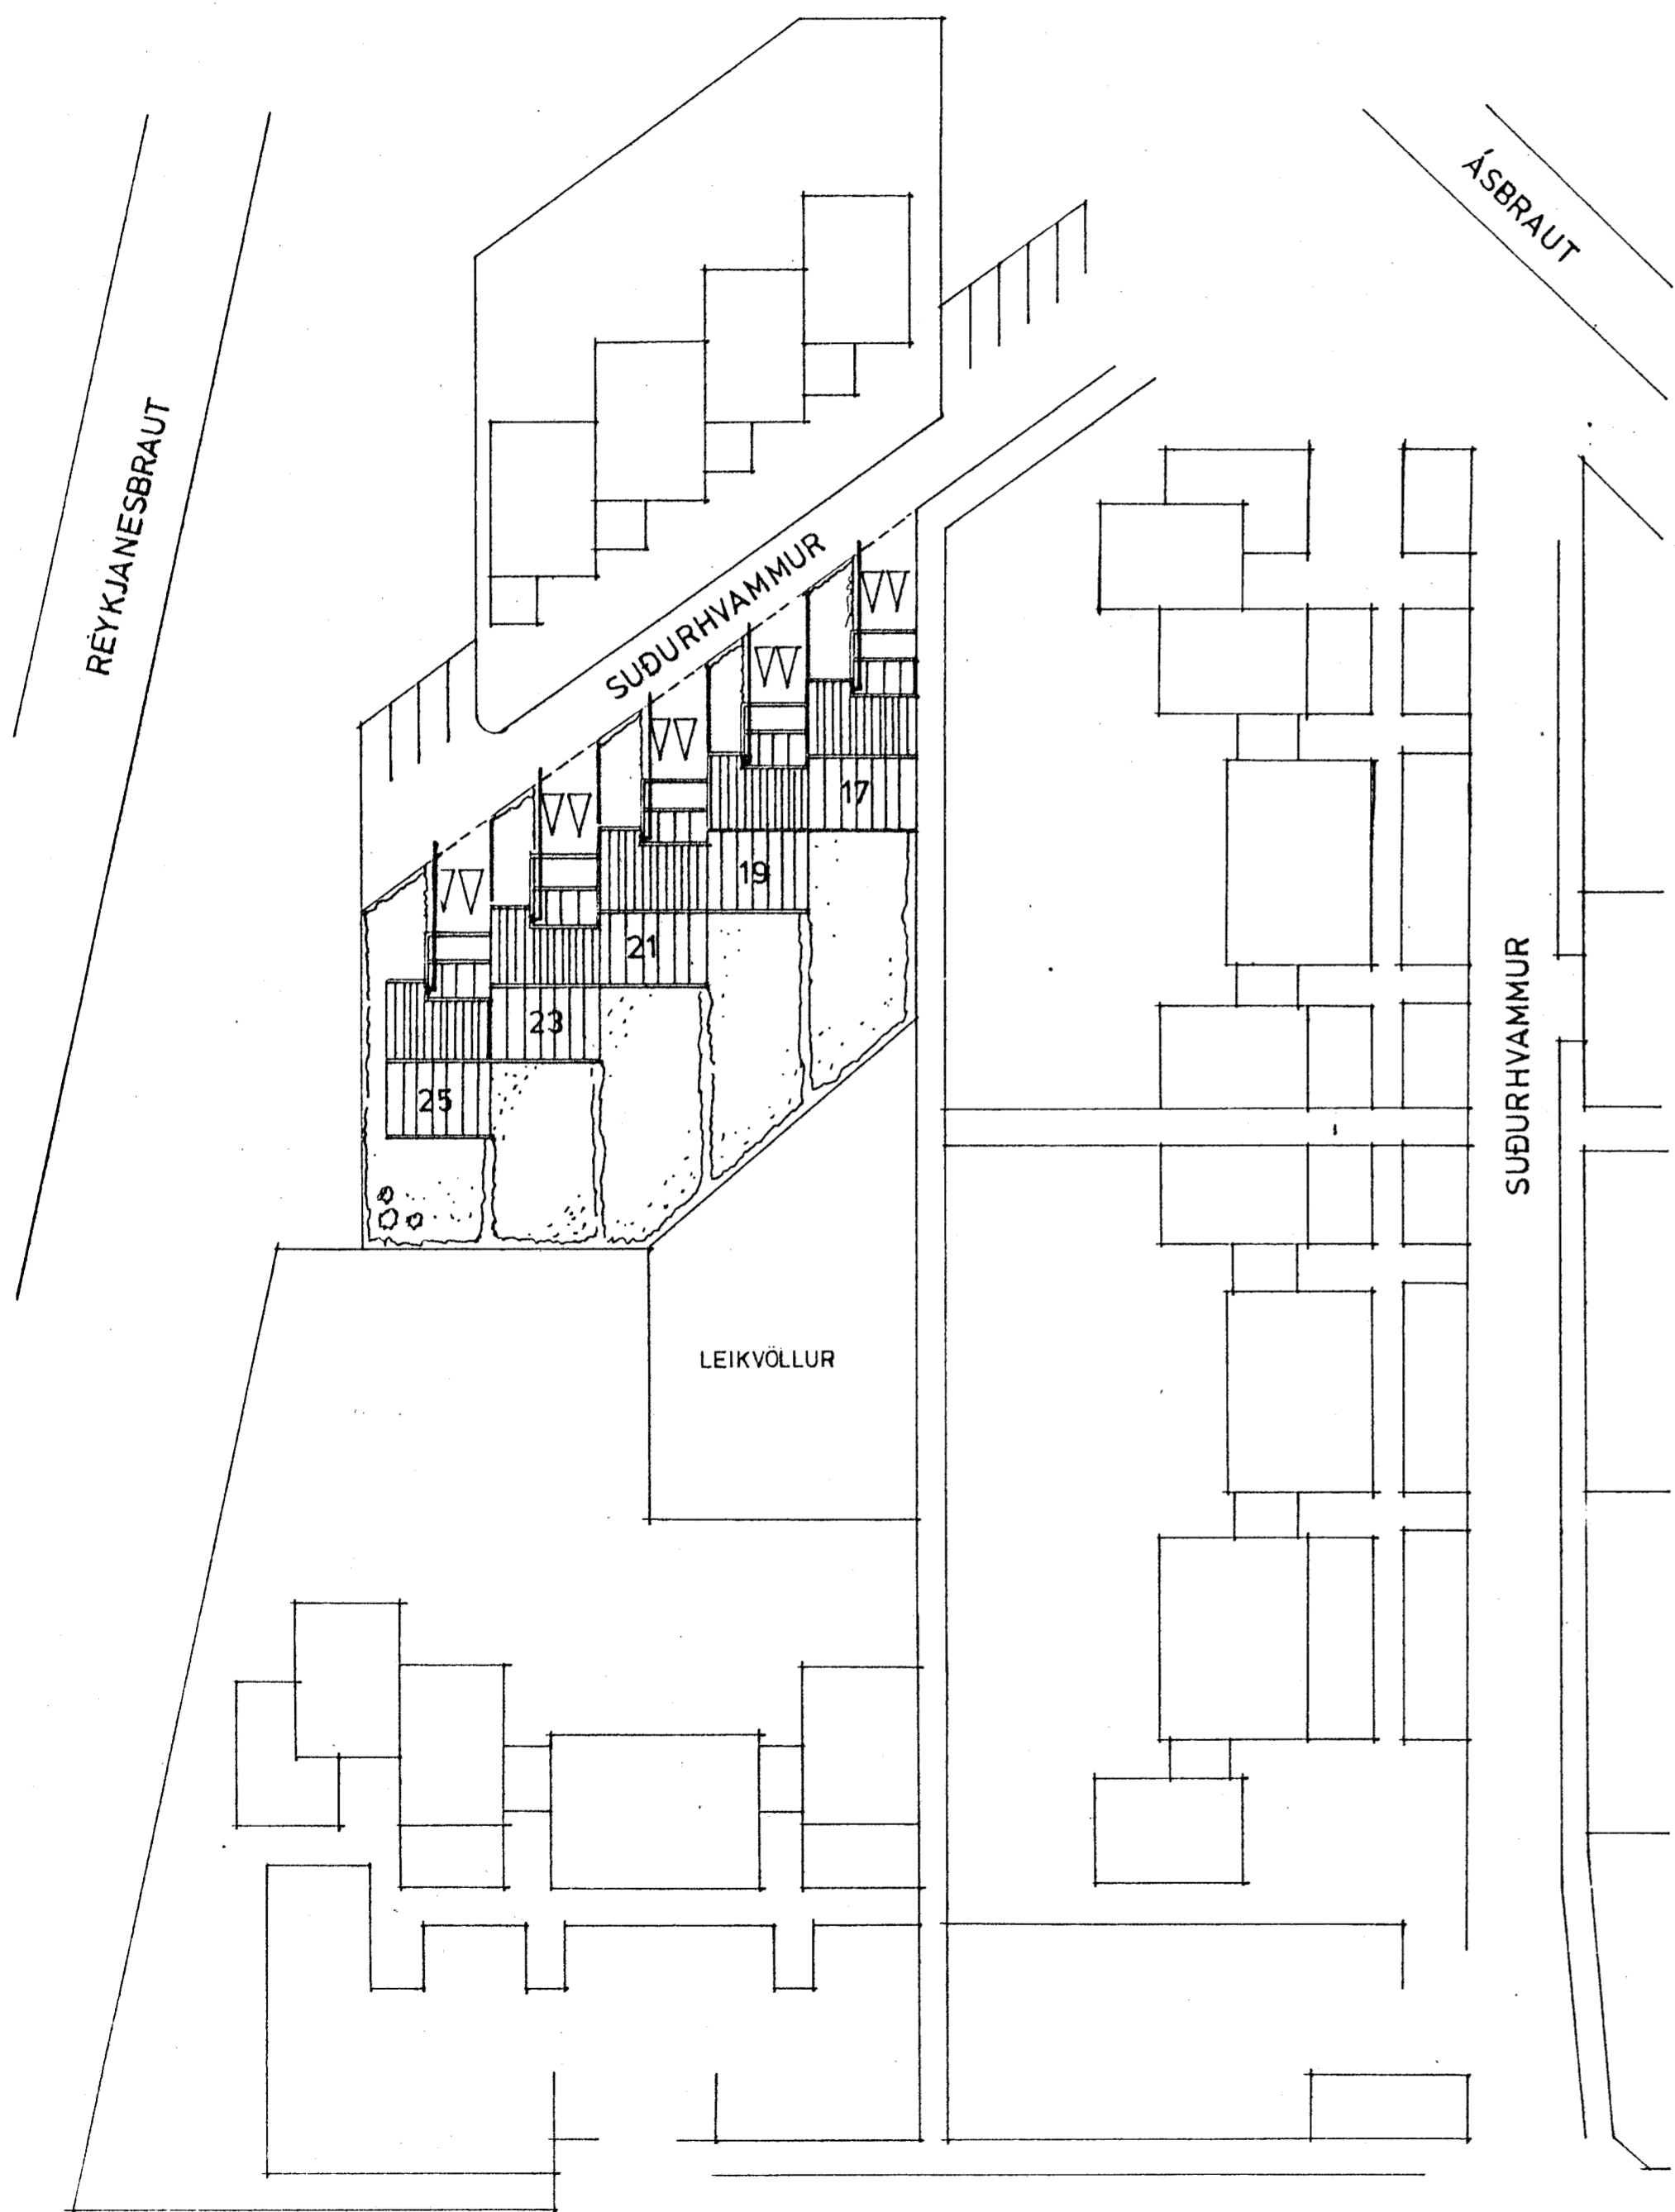 ÁSBRAUT
REYKJANESBRAUT
SUÐURHVAMMUR
17
19
21
23
25
SUÐURHVAMMUR
LEIKVÖLLUR